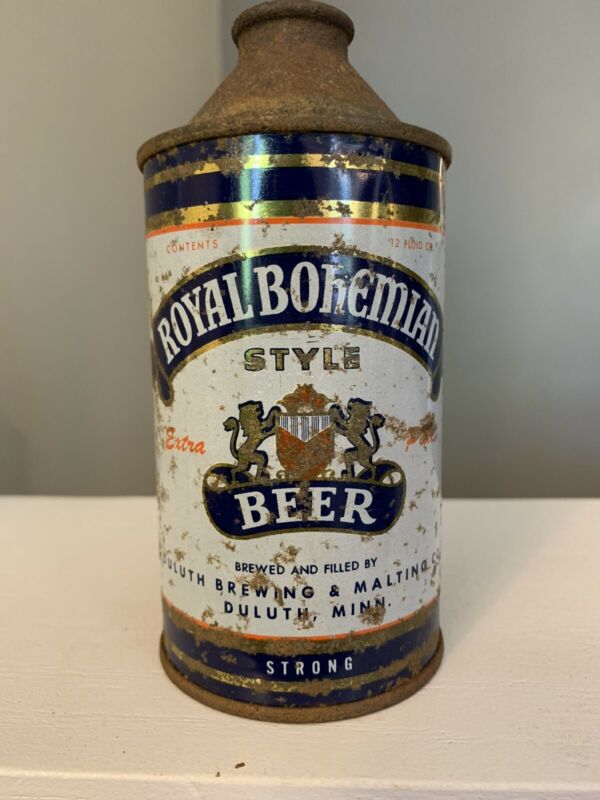 CONTENTS 12 FLUID OZ
ROYAL BOHEMIAN
STYLE
Extra
BEER
BREWED AND FILLED BY
DULUTH BREWING & MALTING
DULUTH, MINN.
STRONG